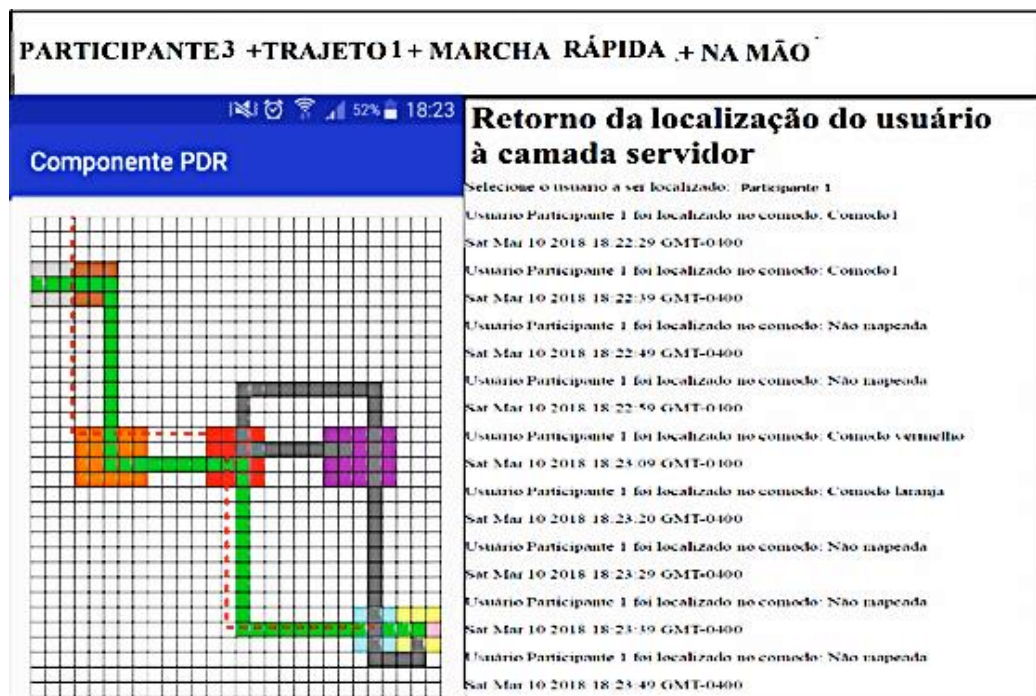 PARTICIPANTE3 +TRAJETO1+ MARCHA RÁPIDA .+ NA MÃO
52% 18:23
Componente PDR
Retorno da localização do usuário
à camada servidor
Selecione o usuario a ser localizado: Participante 1
Usuário Participante 1 foi localizado no comodo: Comodo1
Sat Mar 10 2018 18:22:29 GMT-0400
Usuário Participante 1 foi localizado no comodo: Comodo1
Sat Mar 10 2018 18:22:39 GMT-0400
Usuário Participante 1 foi localizado no comodo: Não mapeada
Sat Mar 10 2018 18:22:49 GMT-0400
Usuário Participante 1 foi localizado no comodo: Não mapeada
Sat Mar 10 2018 18:22:59 GMT-0400
Usuário Participante 1 foi localizado no comodo: Comodo vermelho
Sat Mar 10 2018 18:23:09 GMT-0400
Usuário Participante 1 foi localizado no comodo: Comodo laranja
Sat Mar 10 2018 18:23:20 GMT-0400
Usuário Participante 1 foi localizado no comodo: Não mapeada
Sat Mar 10 2018 18:23:29 GMT-0400
Usuário Participante 1 foi localizado no comodo: Não mapeada
Sat Mar 10 2018 18:23:39 GMT-0400
Usuário Participante 1 foi localizado no comodo: Não mapeada
Sat Mar 10 2018 18:23:49 GMT-0400